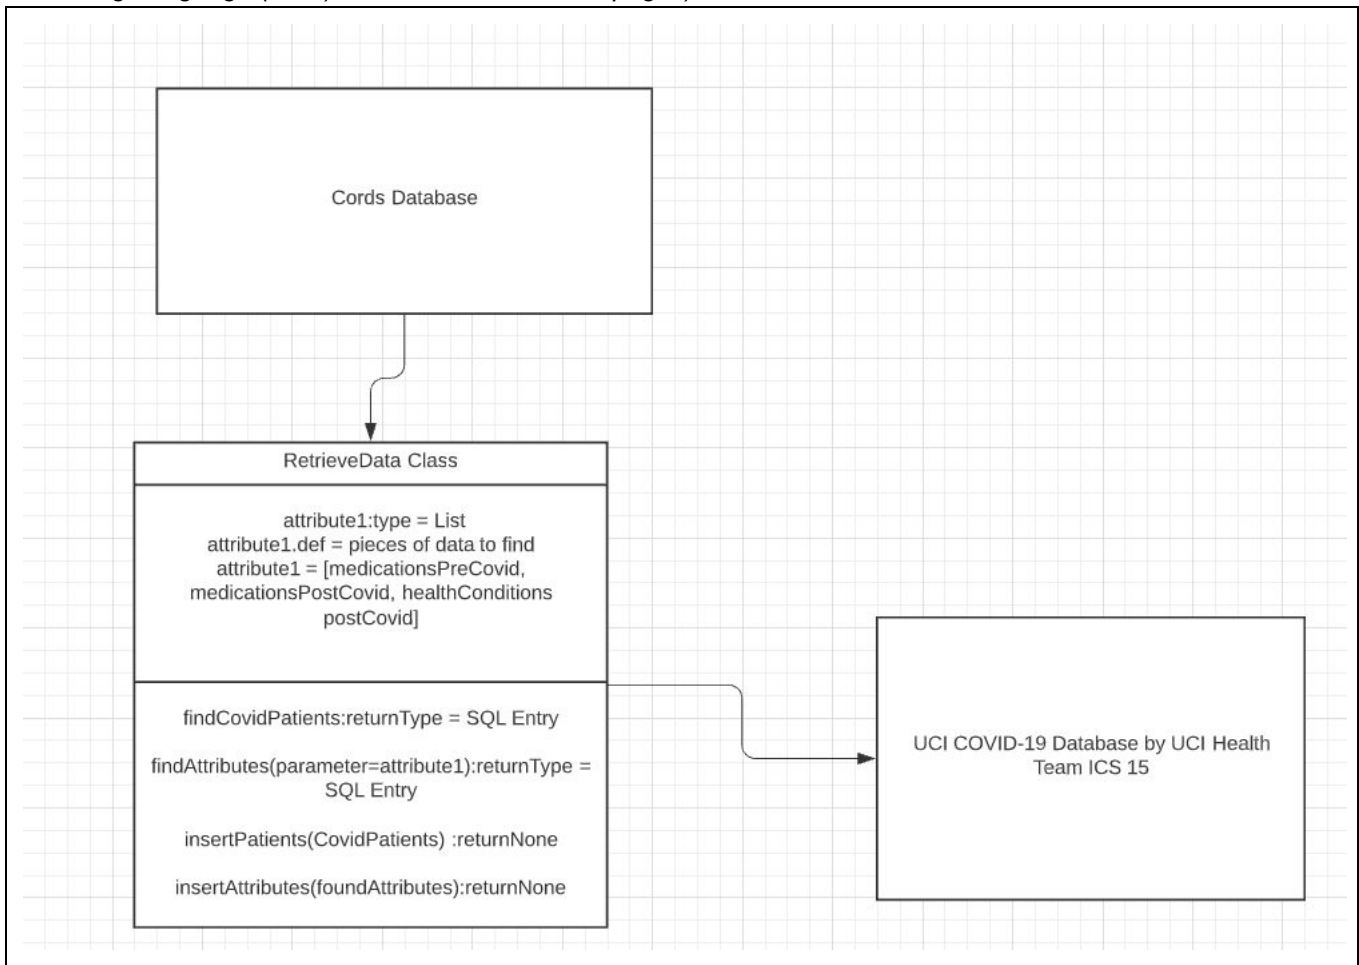 Cords Database
RetrieveData Class
attribute1:type = List
attribute1.def = pieces of data to find
attribute1 = [medicationsPreCovid,
medicationsPostCovid, healthConditions
postCovid]
findCovidPatients:returnType = SQL Entry
findAttributes(parameter=attribute1):returnType =
SQL Entry
insertPatients(CovidPatients) :returnNone
insertAttributes(foundAttributes):returnNone
UCI COVID-19 Database by UCI Health
Team ICS 15